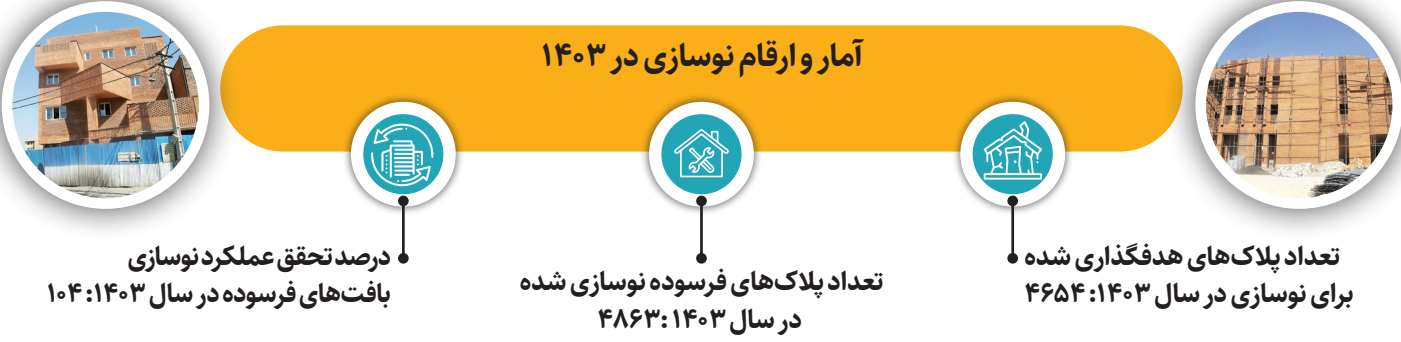 آمار و ارقام نوسازی در ۱۴۰۳
تعداد پلاک‌های هدفگذاری شده
برای نوسازی در سال ۱۴۰۳: ۴۶۵۴
تعداد پلاک‌های فرسوده نوسازی شده
در سال ۱۴۰۳: ۴۸۶۳
درصد تحقق عملکرد نوسازی
بافت‌های فرسوده در سال ۱۴۰۳: ۱۰۴